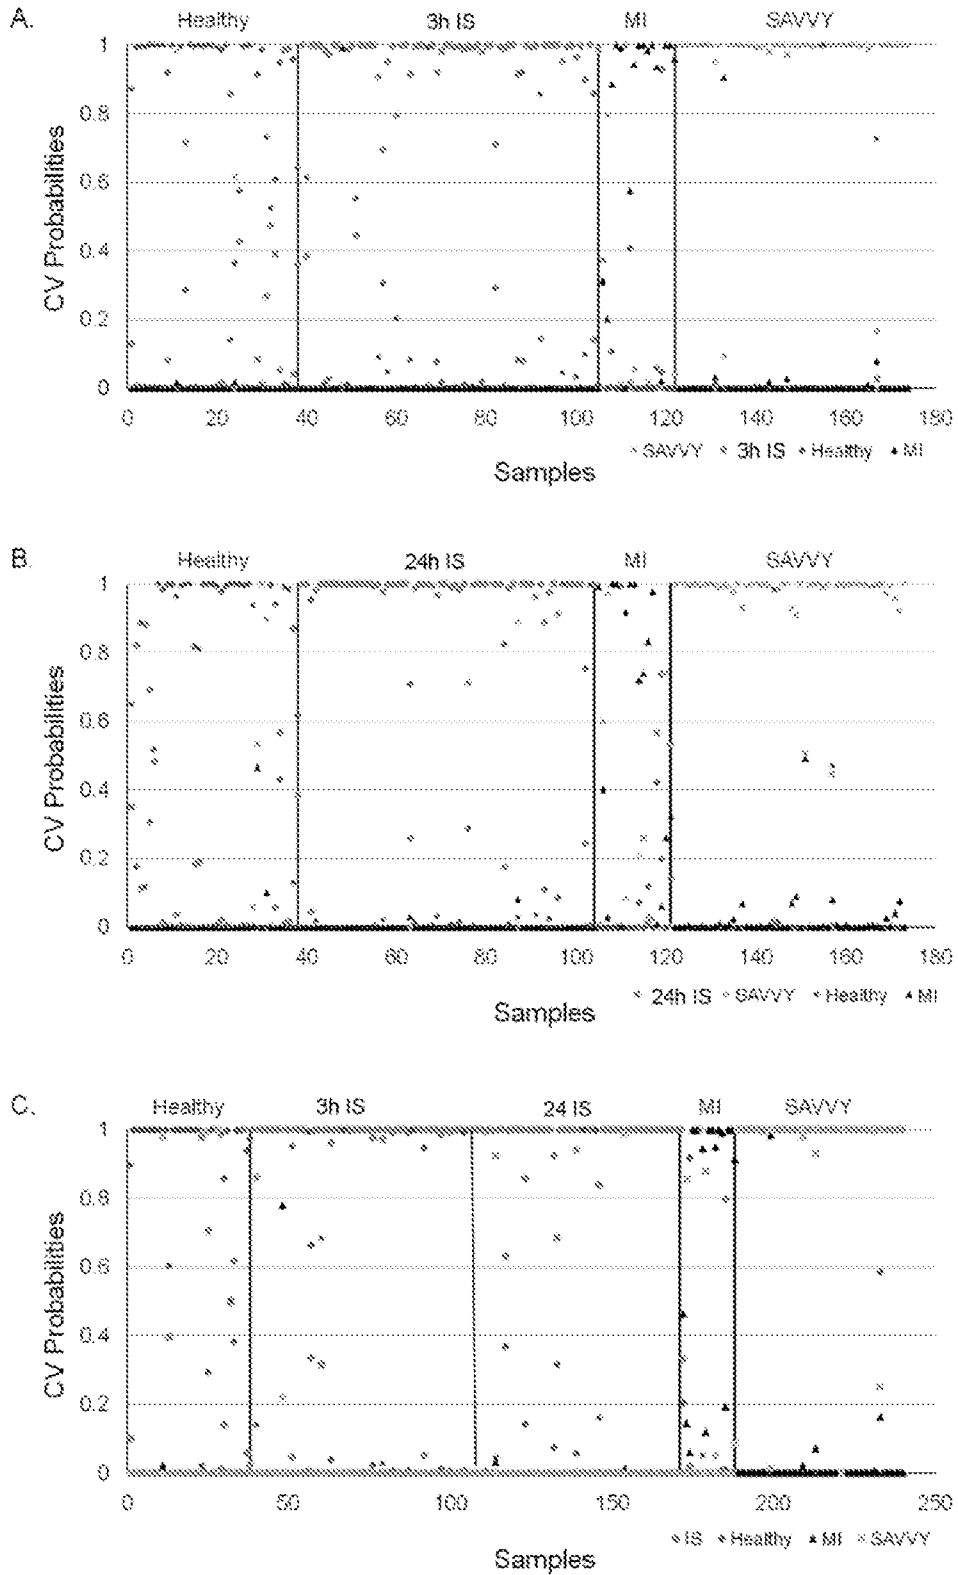 A.
Healthy 3h IS MI SAVVY
1
0.8
0.6
0.4
0.2
0
CV Probabilities
0 20 40 60 80 100 120 140 160 180
SAVVY 3h IS Healthy MI
Samples
B.
Healthy 24h IS MI SAVVY
1
0.8
0.6
0.4
0.2
0
CV Probabilities
0 20 40 60 80 100 120 140 160 180
24h IS SAVVY Healthy MI
Samples
C.
Healthy 3h IS 24 IS MI SAVVY
1
0.8
0.6
0.4
0.2
0
CV Probabilities
0 50 100 150 200 250
IS Healthy MI SAVVY
Samples